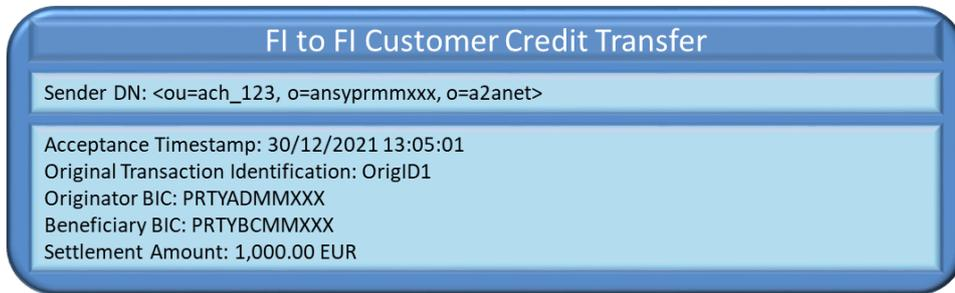 FI to FI Customer Credit Transfer
Sender DN: <ou=ach_123, o=ansyprmmxxx, o=a2anet>
Acceptance Timestamp: 30/12/2021 13:05:01
Original Transaction Identification: OrigID1
Originator BIC: PRTYADMMXXX
Beneficiary BIC: PRTYBCMMXXX
Settlement Amount: 1,000.00 EUR